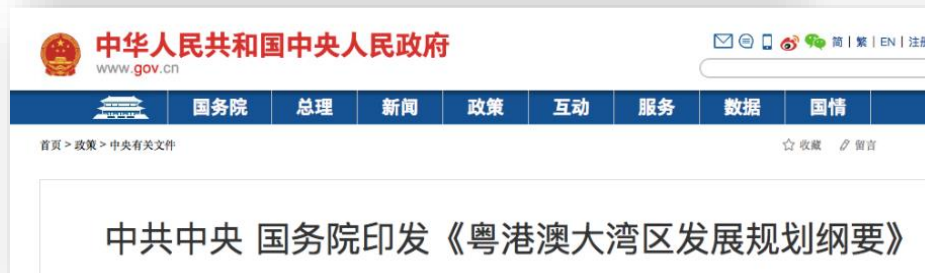 中华人民共和国中央人民政府
www.gov.cn
简 | 繁 | EN | 注册
国务院 总理 新闻 政策 互动 服务 数据 国情
首页 > 政策 > 中央有关文件
收藏 留言
中共中央 国务院印发《粤港澳大湾区发展规划纲要》